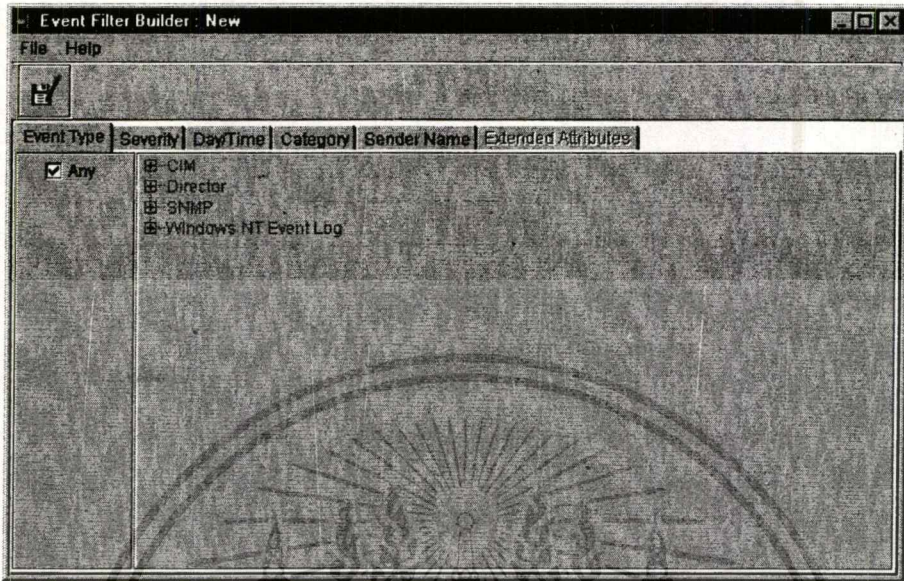 Event Filter Builder : New
File Help
Event Type Severity Day/Time Category Sender Name Extended Attributes
Any
CIM
Director
SNMP
Windows NT Event Log